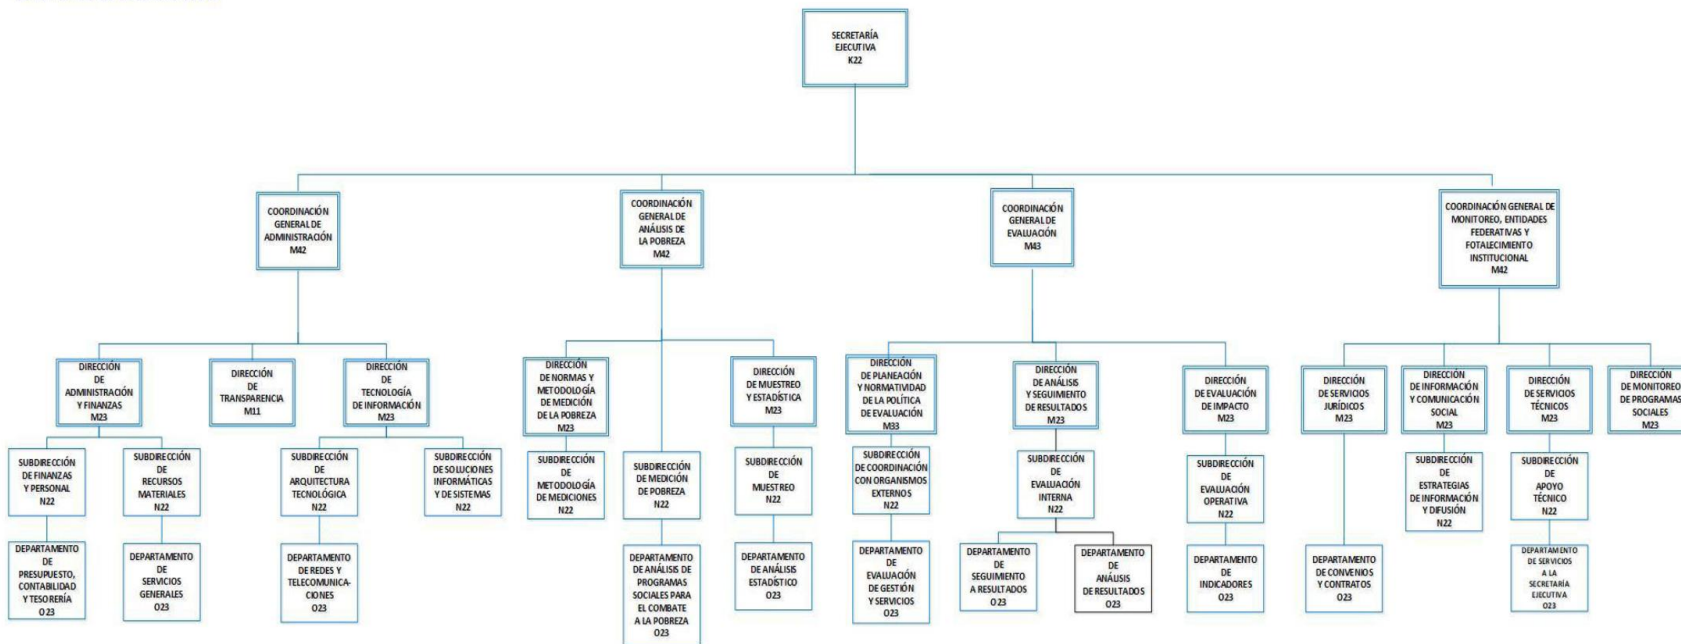 SECRETARÍA
EJECUTIVA
K22
COORDINACIÓN
GENERAL DE
ADMINISTRACIÓN
M42
COORDINACIÓN
GENERAL DE
ANÁLISIS DE
LA POBREZA
M42
COORDINACIÓN
GENERAL DE
EVALUACIÓN
M43
COORDINACIÓN GENERAL DE
MONITOREO, ENTIDADES
FEDERATIVAS Y
FOTALECIMIENTO
INSTITUCIONAL
M42
DIRECCIÓN
DE
ADMINISTRACIÓN
Y FINANZAS
M23
DIRECCIÓN
DE
TRANSPARENCIA
M11
DIRECCIÓN
DE
TECNOLOGÍA
DE INFORMACIÓN
M23
DIRECCIÓN
DE NORMAS Y
METODOLOGÍA DE
MEDICIÓN
DE LA POBREZA
M23
DIRECCIÓN
DE MUESTREO
Y ESTADÍSTICA
M23
DIRECCIÓN
DE PLANEACIÓN
Y NORMATIVIDAD
DE LA POLÍTICA
DE EVALUACIÓN
M33
DIRECCIÓN
DE ANÁLISIS
Y SEGUIMIENTO
DE RESULTADOS
M23
DIRECCIÓN
DE EVALUACIÓN
DE IMPACTO
M23
DIRECCIÓN
DE SERVICIOS
JURÍDICOS
M23
DIRECCIÓN
DE INFORMACIÓN
Y COMUNICACIÓN
SOCIAL
M23
DIRECCIÓN
DE SERVICIOS
TÉCNICOS
M23
DIRECCIÓN
DE MONITOREO
DE PROGRAMAS
SOCIALES
M23
SUBDIRECCIÓN
DE FINANZAS
Y PERSONAL
N22
SUBDIRECCIÓN
DE
RECURSOS
MATERIALES
N22
SUBDIRECCIÓN
DE
ARQUITECTURA
TECNOLÓGICA
N22
SUBDIRECCIÓN
DE SOLUCIONES
INFORMÁTICAS
Y DE SISTEMAS
N22
SUBDIRECCIÓN
DE
METODOLOGÍA
DE MEDICIONES
N22
SUBDIRECCIÓN
DE MEDICIÓN
DE POBREZA
N22
SUBDIRECCIÓN
DE
MUESTREO
N22
SUBDIRECCIÓN
DE COORDINACIÓN
CON ORGANISMOS
EXTERNOS
N22
SUBDIRECCIÓN
DE
EVALUACIÓN
INTERNA
N22
SUBDIRECCIÓN
DE
EVALUACIÓN
OPERATIVA
N22
SUBDIRECCIÓN
DE
ESTRATEGIAS
DE INFORMACIÓN
Y DIFUSIÓN
N22
SUBDIRECCIÓN
DE
APOYO
TÉCNICO
N22
DEPARTAMENTO
DE
PRESUPUESTO,
CONTABILIDAD
Y TESORERÍA
O23
DEPARTAMENTO
DE
SERVICIOS
GENERALES
O23
DEPARTAMENTO
DE REDES Y
TELECOMUNICA-
CIONES
O23
DEPARTAMENTO
DE ANÁLISIS DE
PROGRAMAS
SOCIALES PARA
EL COMBATE
A LA POBREZA
O23
DEPARTAMENTO
DE ANÁLISIS
ESTADÍSTICO
O23
DEPARTAMENTO
DE
EVALUACIÓN
DE GESTIÓN
Y SERVICIOS
O23
DEPARTAMENTO
DE
SEGUIMIENTO
A RESULTADOS
O23
DEPARTAMENTO
DE
ANÁLISIS
DE RESULTADOS
O23
DEPARTAMENTO
DE
INDICADORES
O23
DEPARTAMENTO
DE CONVENIOS
Y CONTRATOS
O23
DEPARTAMENTO
DE SERVICIOS
A LA
SECRETARÍA
EJECUTIVA
O23